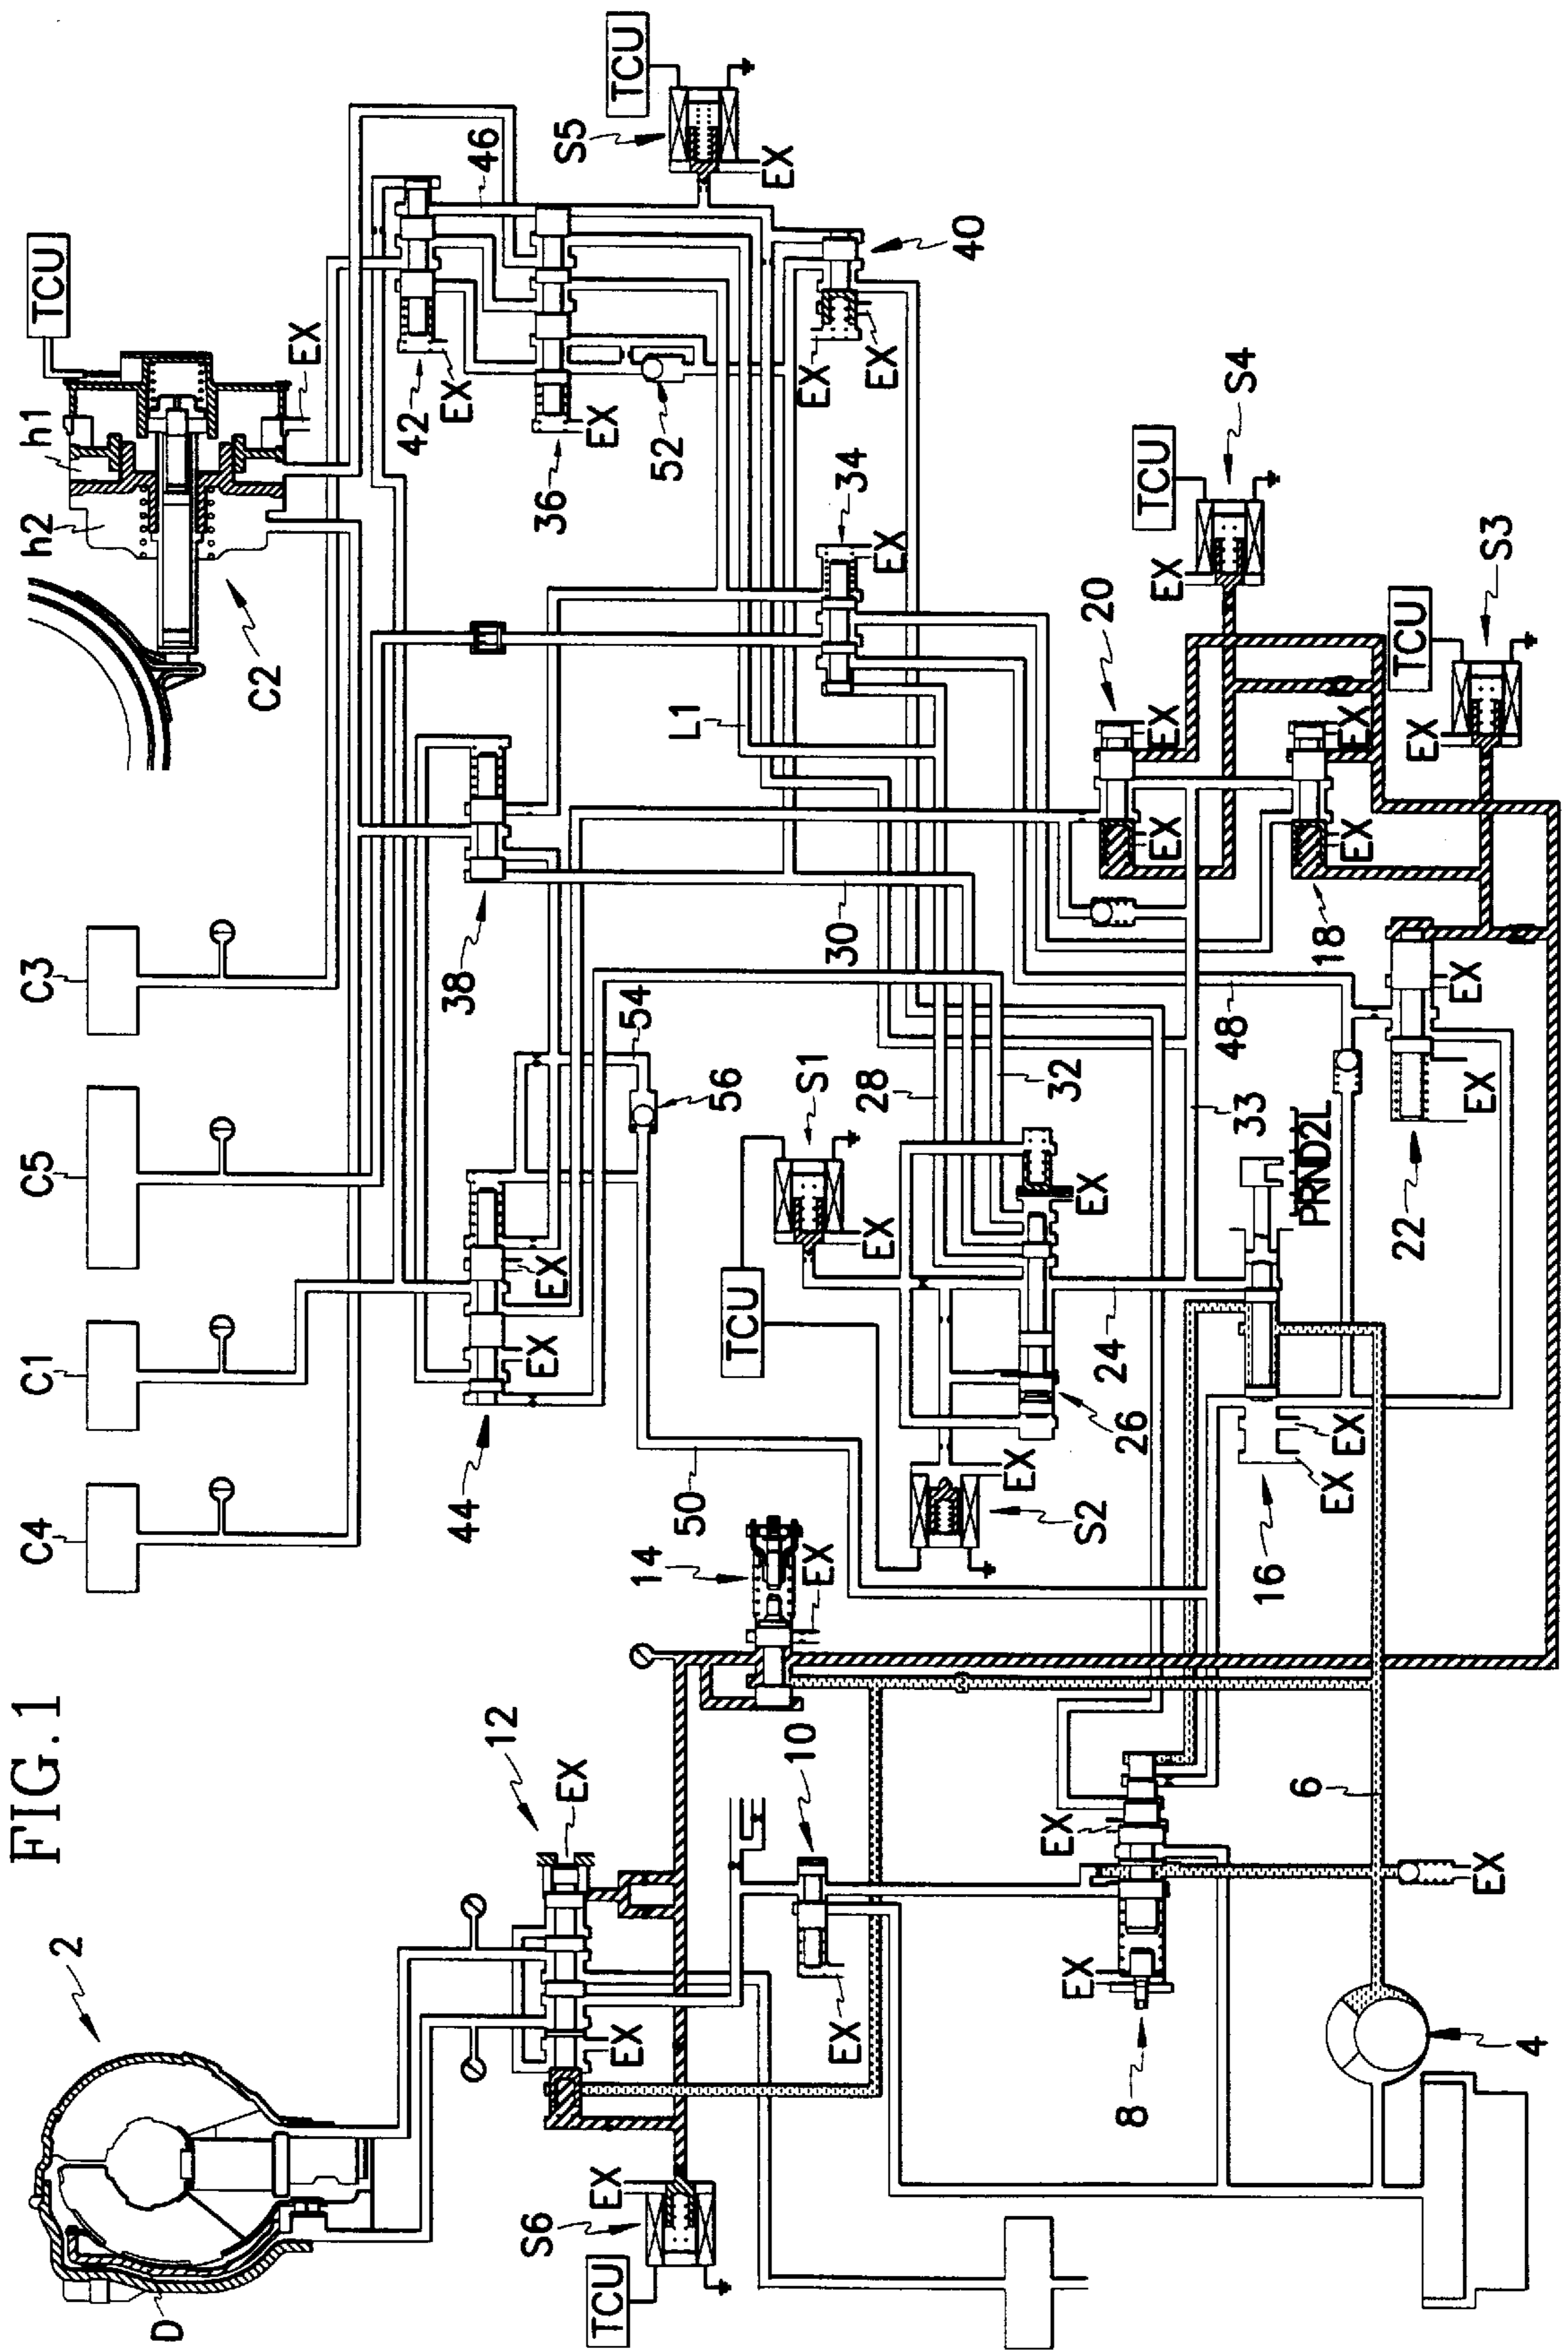 FIG.1
C4
C1
C5
C3
h2
h1
TCU
EX
C2
2
D
12
EX
EX
S6
TCU
EX
14
EX
10
EX
8
EX
EX
EX
6
4
44
EX
EX
50
38
54
56
S1
TCU
EX
S2
EX
26
24
28
32
30
33
L1
EX
42
EX
46
36
EX
52
S5
TCU
EX
40
EX
EX
34
EX
S4
TCU
EX
20
EX
EX
S3
TCU
EX
18
EX
EX
48
22
EX
EX
PRND2L
16
EX
EX